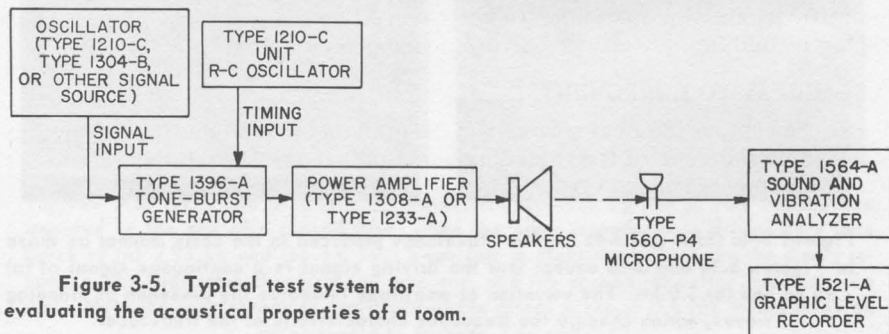 OSCILLATOR
(TYPE 1210-C,
TYPE 1304-B,
OR OTHER SIGNAL
SOURCE)
TYPE 1210-C
UNIT
R-C OSCILLATOR
SIGNAL
INPUT
TIMING
INPUT
TYPE 1396-A
TONE-BURST
GENERATOR
POWER AMPLIFIER
(TYPE 1308-A OR
TYPE 1233-A)
SPEAKERS
TYPE
1560-P4
MICROPHONE
TYPE 1564-A
SOUND AND
VIBRATION
ANALYZER
TYPE 1521-A
GRAPHIC LEVEL
RECORDER
Figure 3-5. Typical test system for
evaluating the acoustical properties of a room.